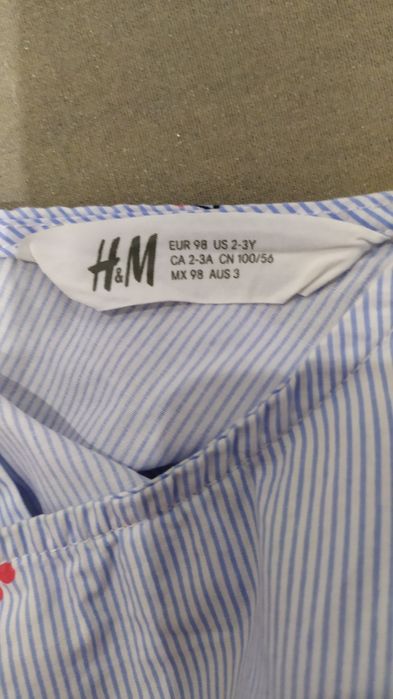 H&M
EUR 98 US 2-3Y
CA 2-3A CN 100/56
MX 98 AUS 3